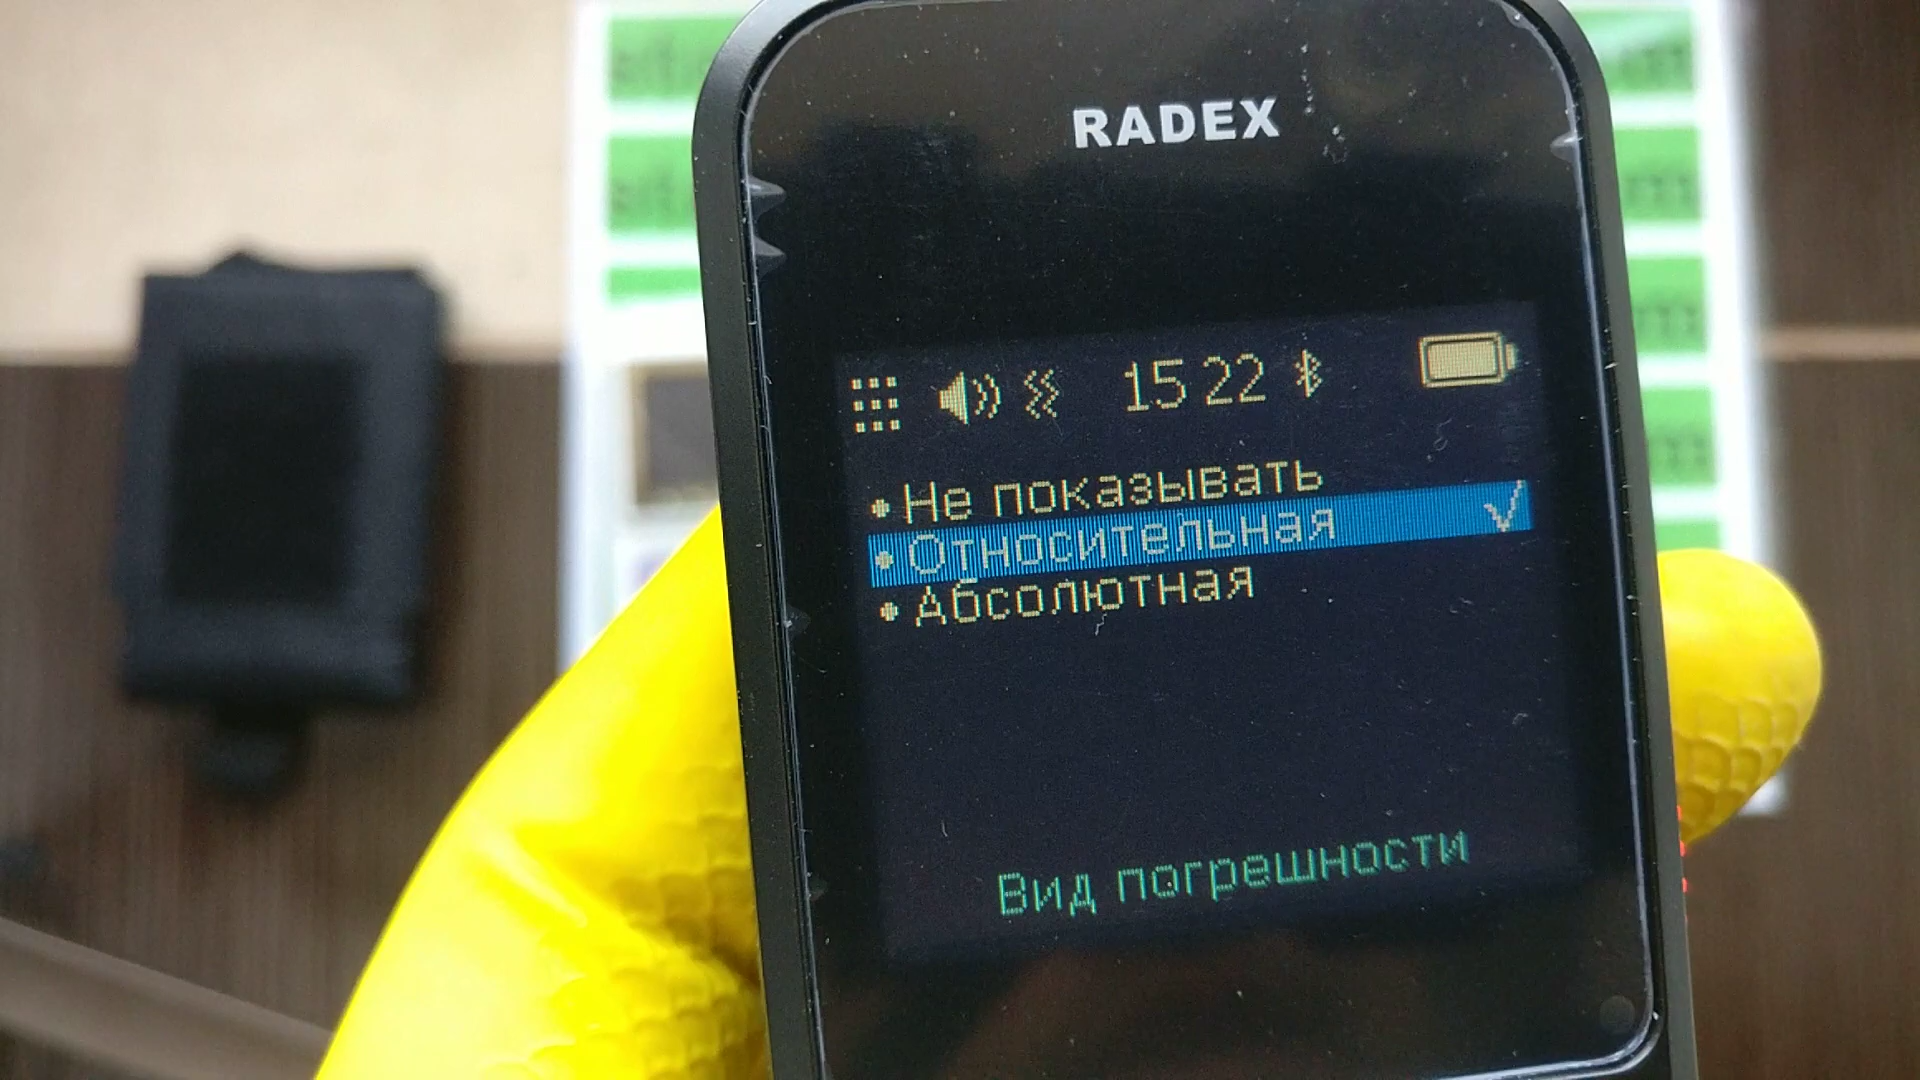 RADEX
15 22
Не показывать
Относительная
Абсолютная
Вид погрешности